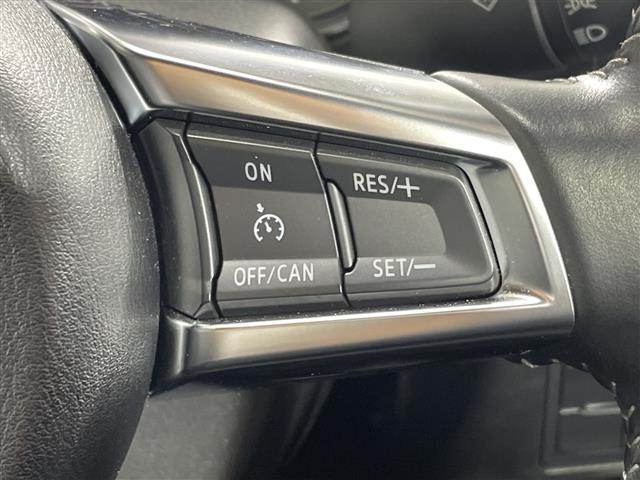 ON
OFF/CAN
RES/+
SET/—